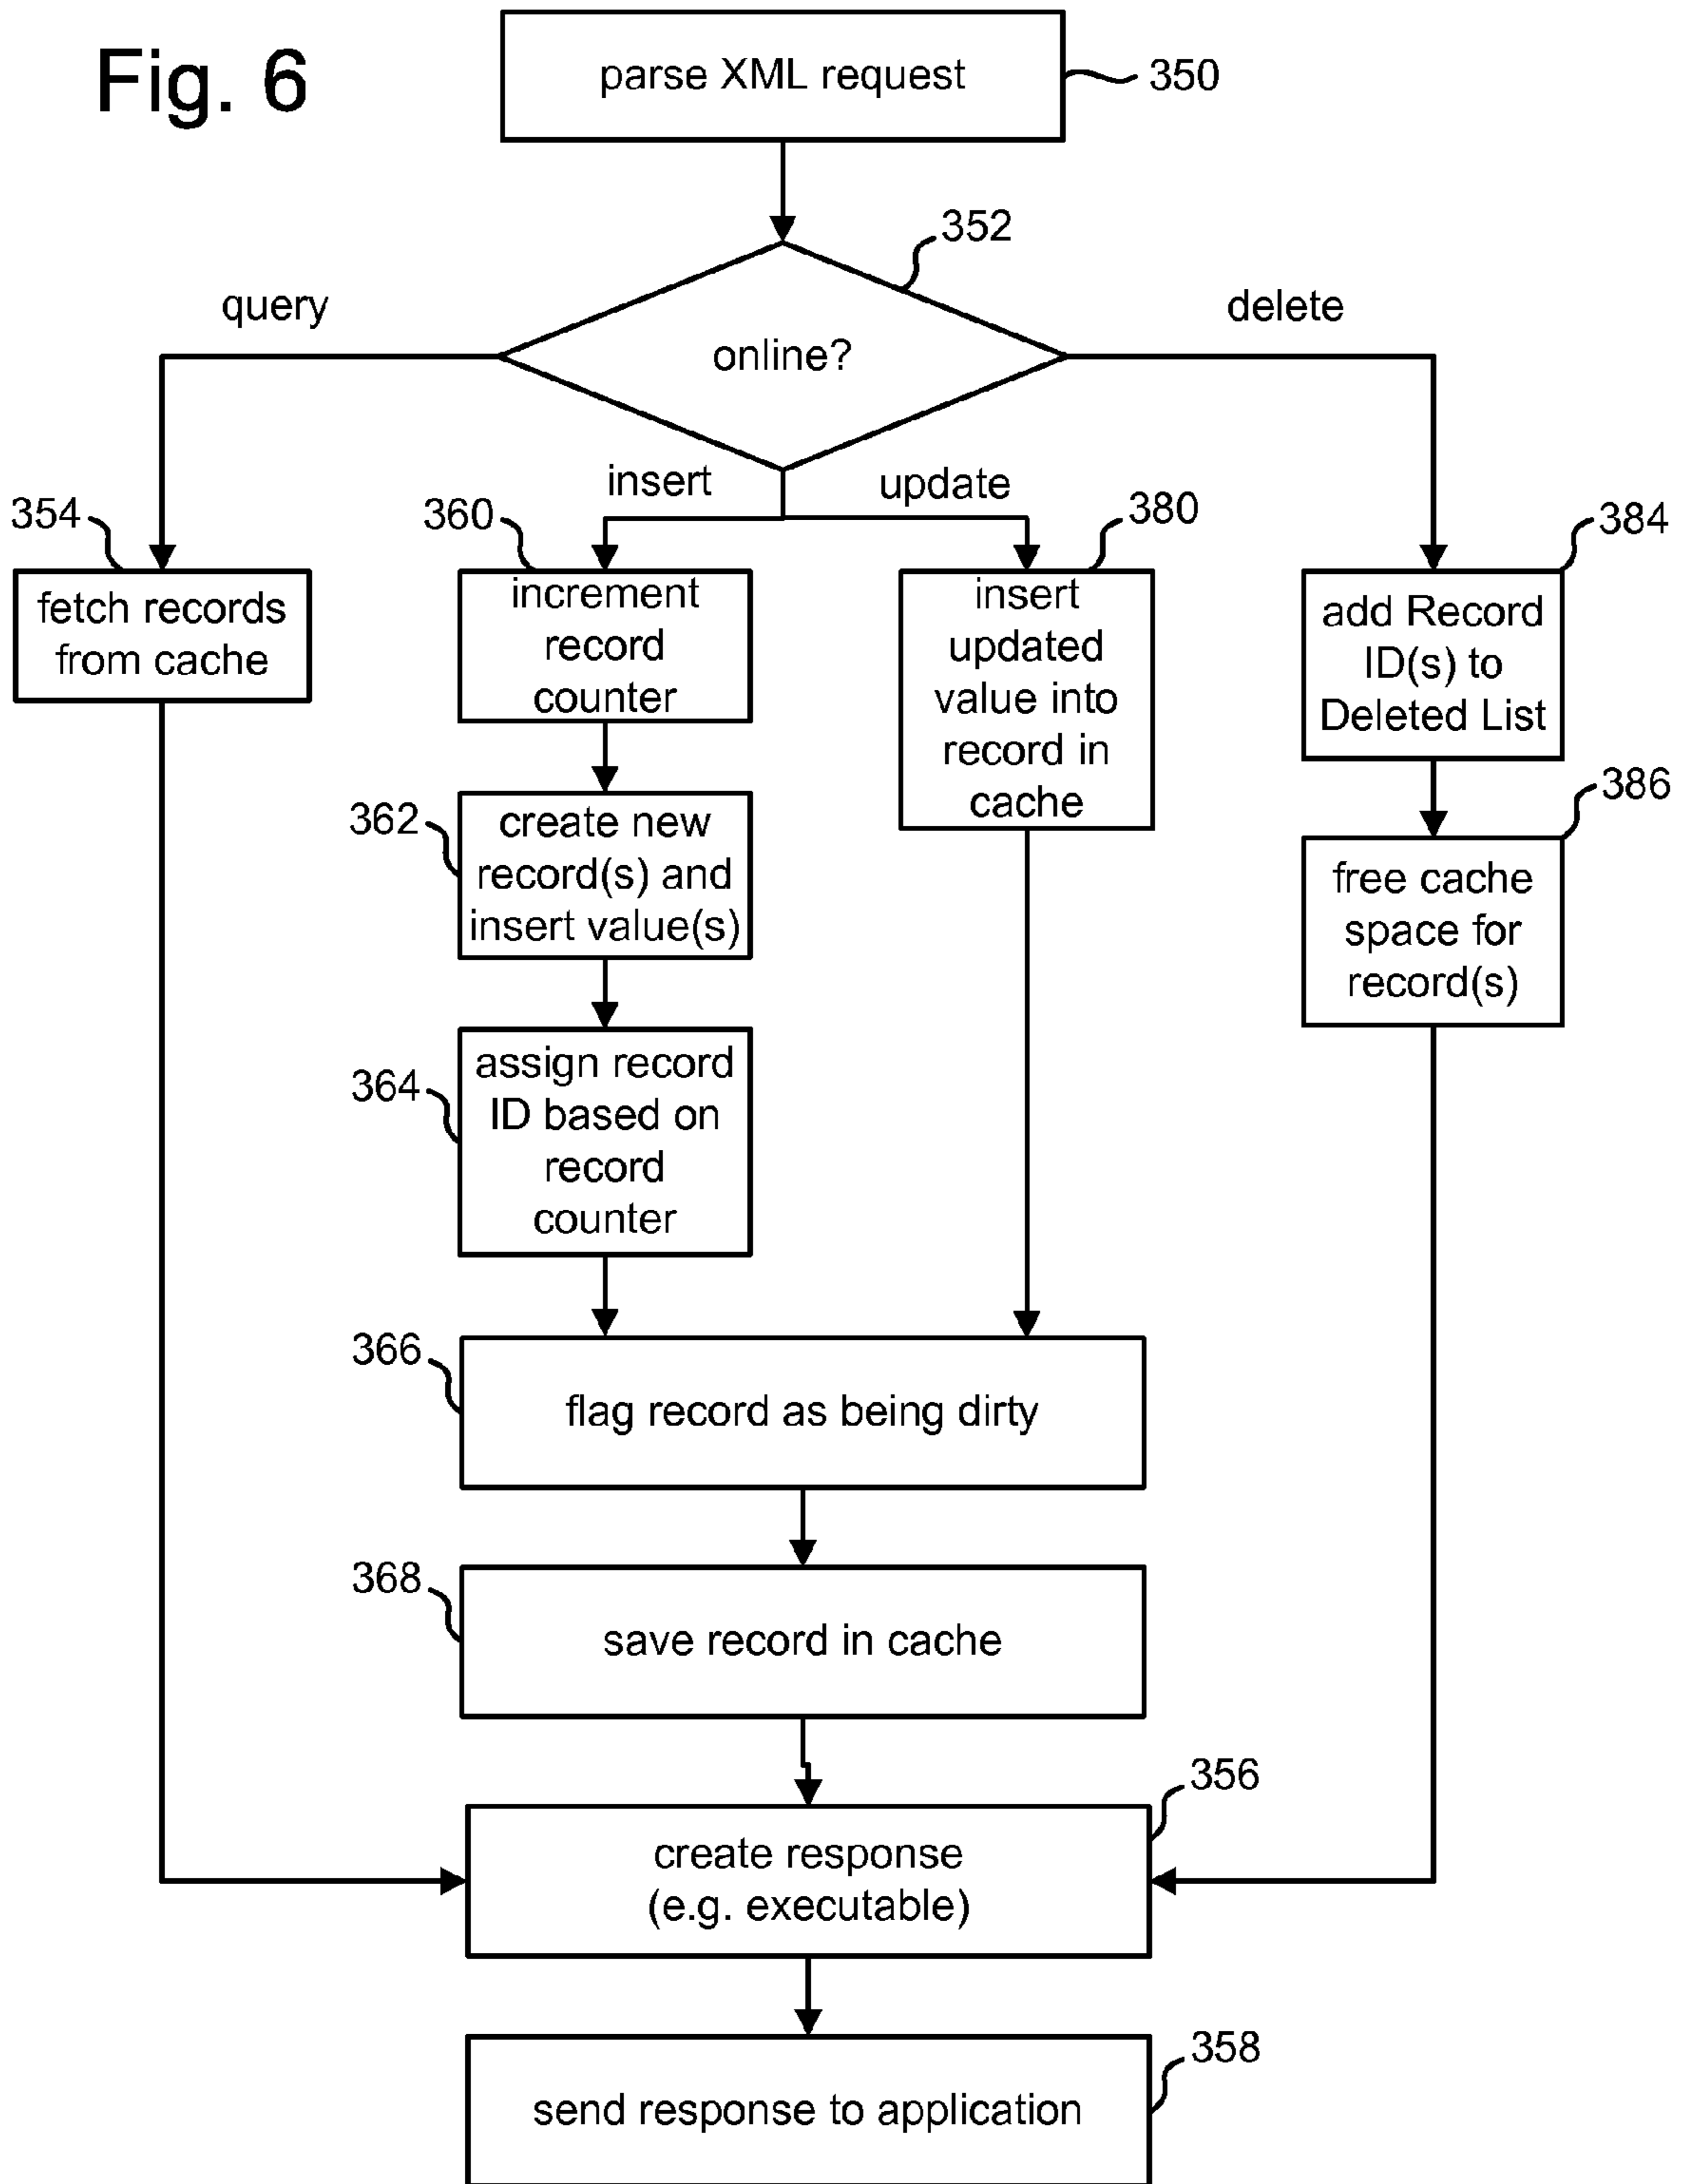 Fig. 6
parse XML request
350
352
query
delete
online?
insert
update
354
360
380
384
fetch records
from cache
increment
record
counter
insert
updated
value into
record in
cache
add Record
ID(s) to
Deleted List
362
create new
record(s) and
insert value(s)
386
free cache
space for
record(s)
364
assign record
ID based on
record
counter
366
flag record as being dirty
368
save record in cache
356
create response
(e.g. executable)
358
send response to application